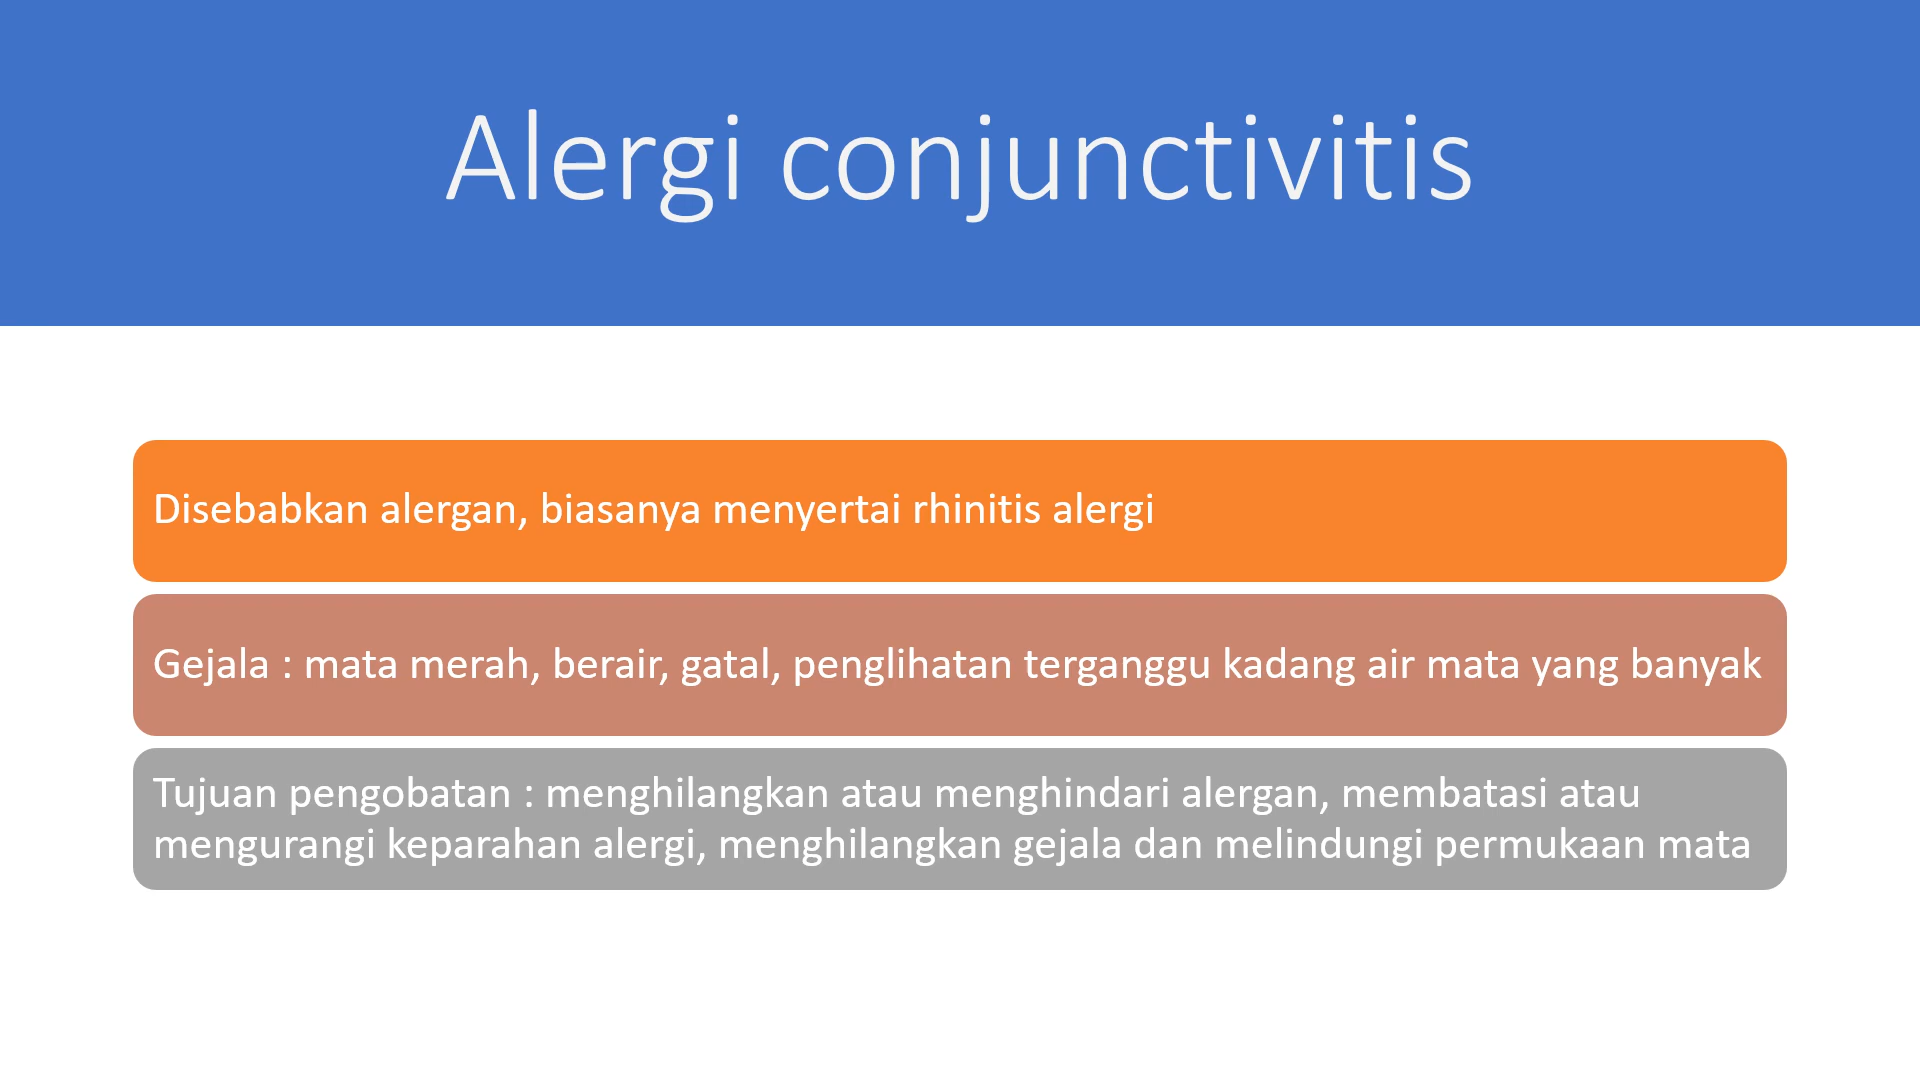 Alergi conjunctivitis
Disebabkan alergan, biasanya menyertai rhinitis alergi
Gejala : mata merah, berair, gatal, penglihatan terganggu kadang air mata yang banyak
Tujuan pengobatan : menghilangkan atau menghindari alergan, membatasi atau
mengurangi keparahan alergi, menghilangkan gejala dan melindungi permukaan mata